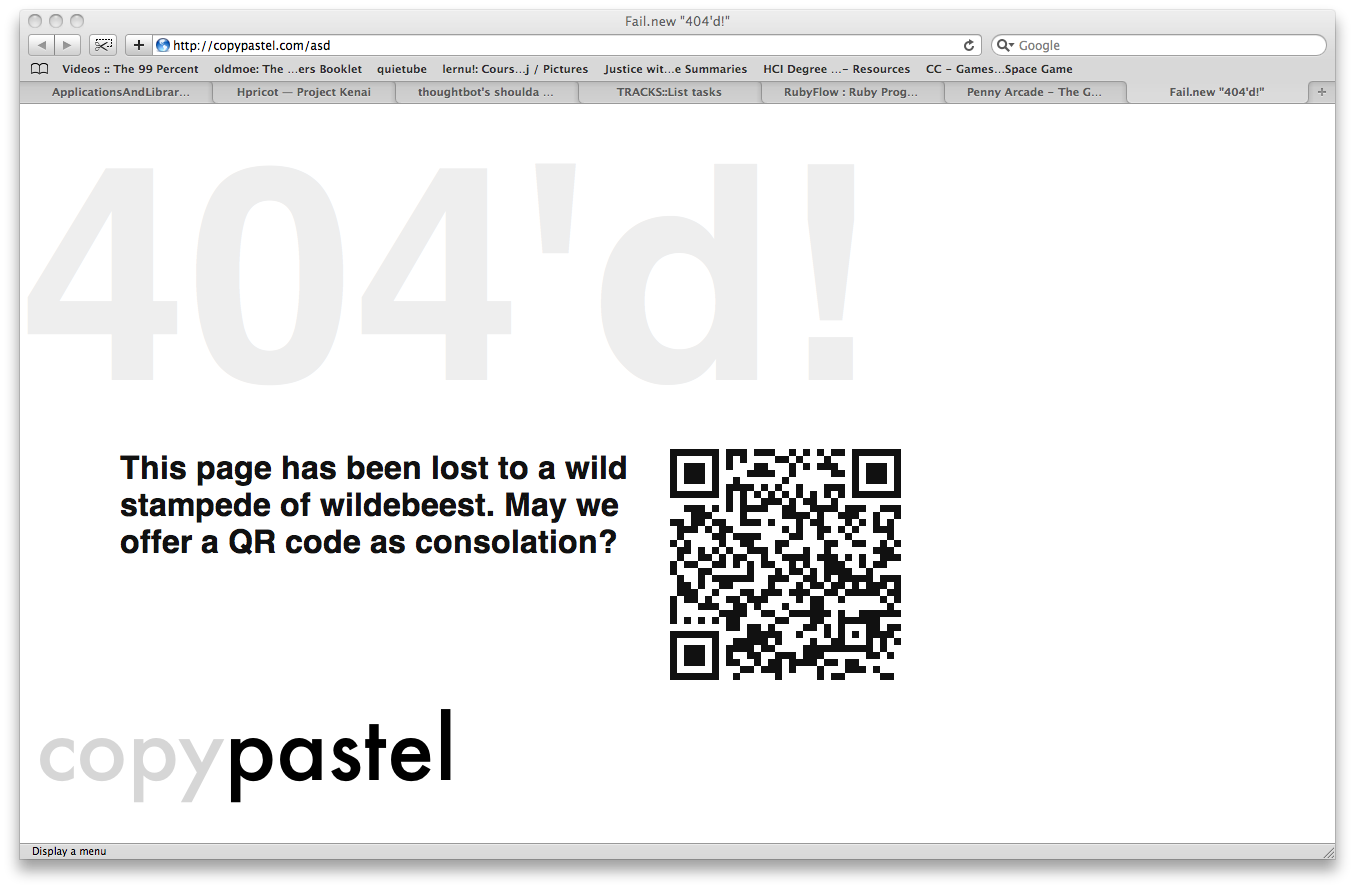 Fail.new "404'd!"
http://copypastel.com/asd
Google
Videos :: The 99 Percent oldmoe: The ...ers Booklet quietube lernu!: Cours...j / Pictures Justice wit...e Summaries HCI Degree ...– Resources CC – Games...Space Game
ApplicationsAndLibrar... Hpricot — Project Kenai thoughtbot's shoulda ... TRACKS::List tasks RubyFlow : Ruby Prog... Penny Arcade – The G... Fail.new "404'd!"
404'd!
This page has been lost to a wild
stampede of wildebeest. May we
offer a QR code as consolation?
copypastel
Display a menu